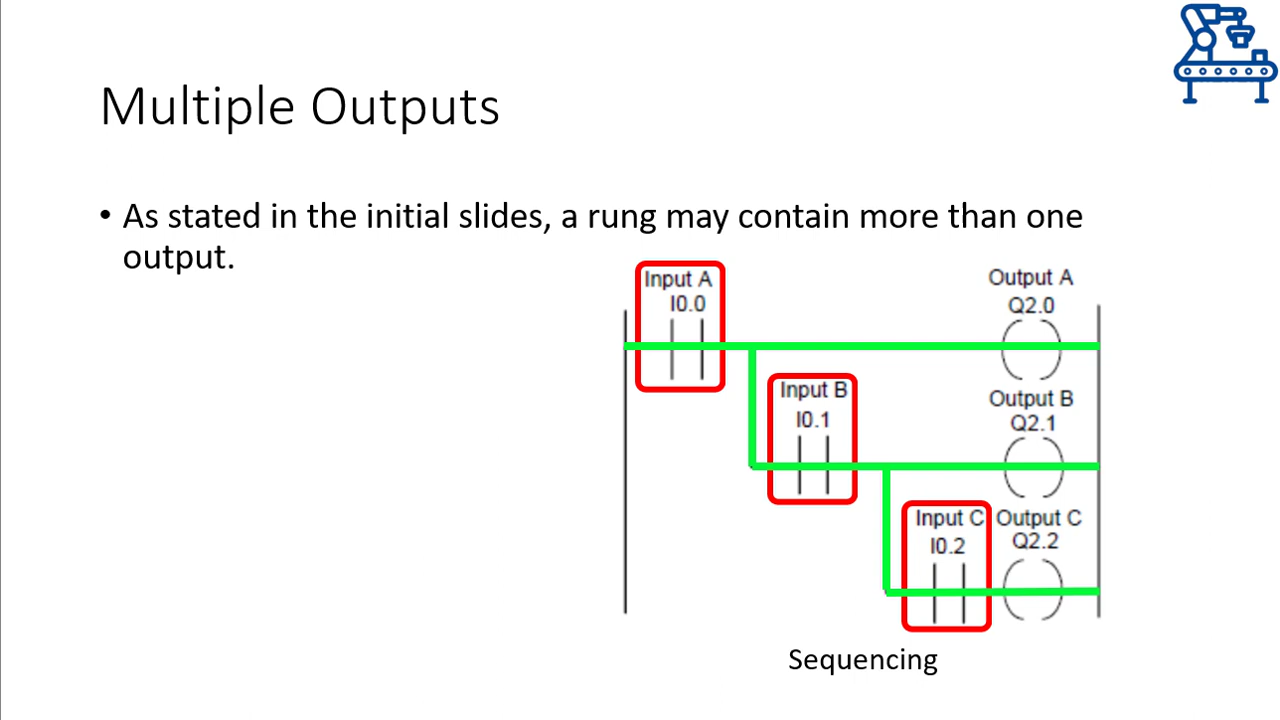 Multiple Outputs
• As stated in the initial slides, a rung may contain more than one
output.
Input A
I0.0
Output A
Q2.0
Input B
I0.1
Output B
Q2.1
Input C
I0.2
Output C
Q2.2
Sequencing